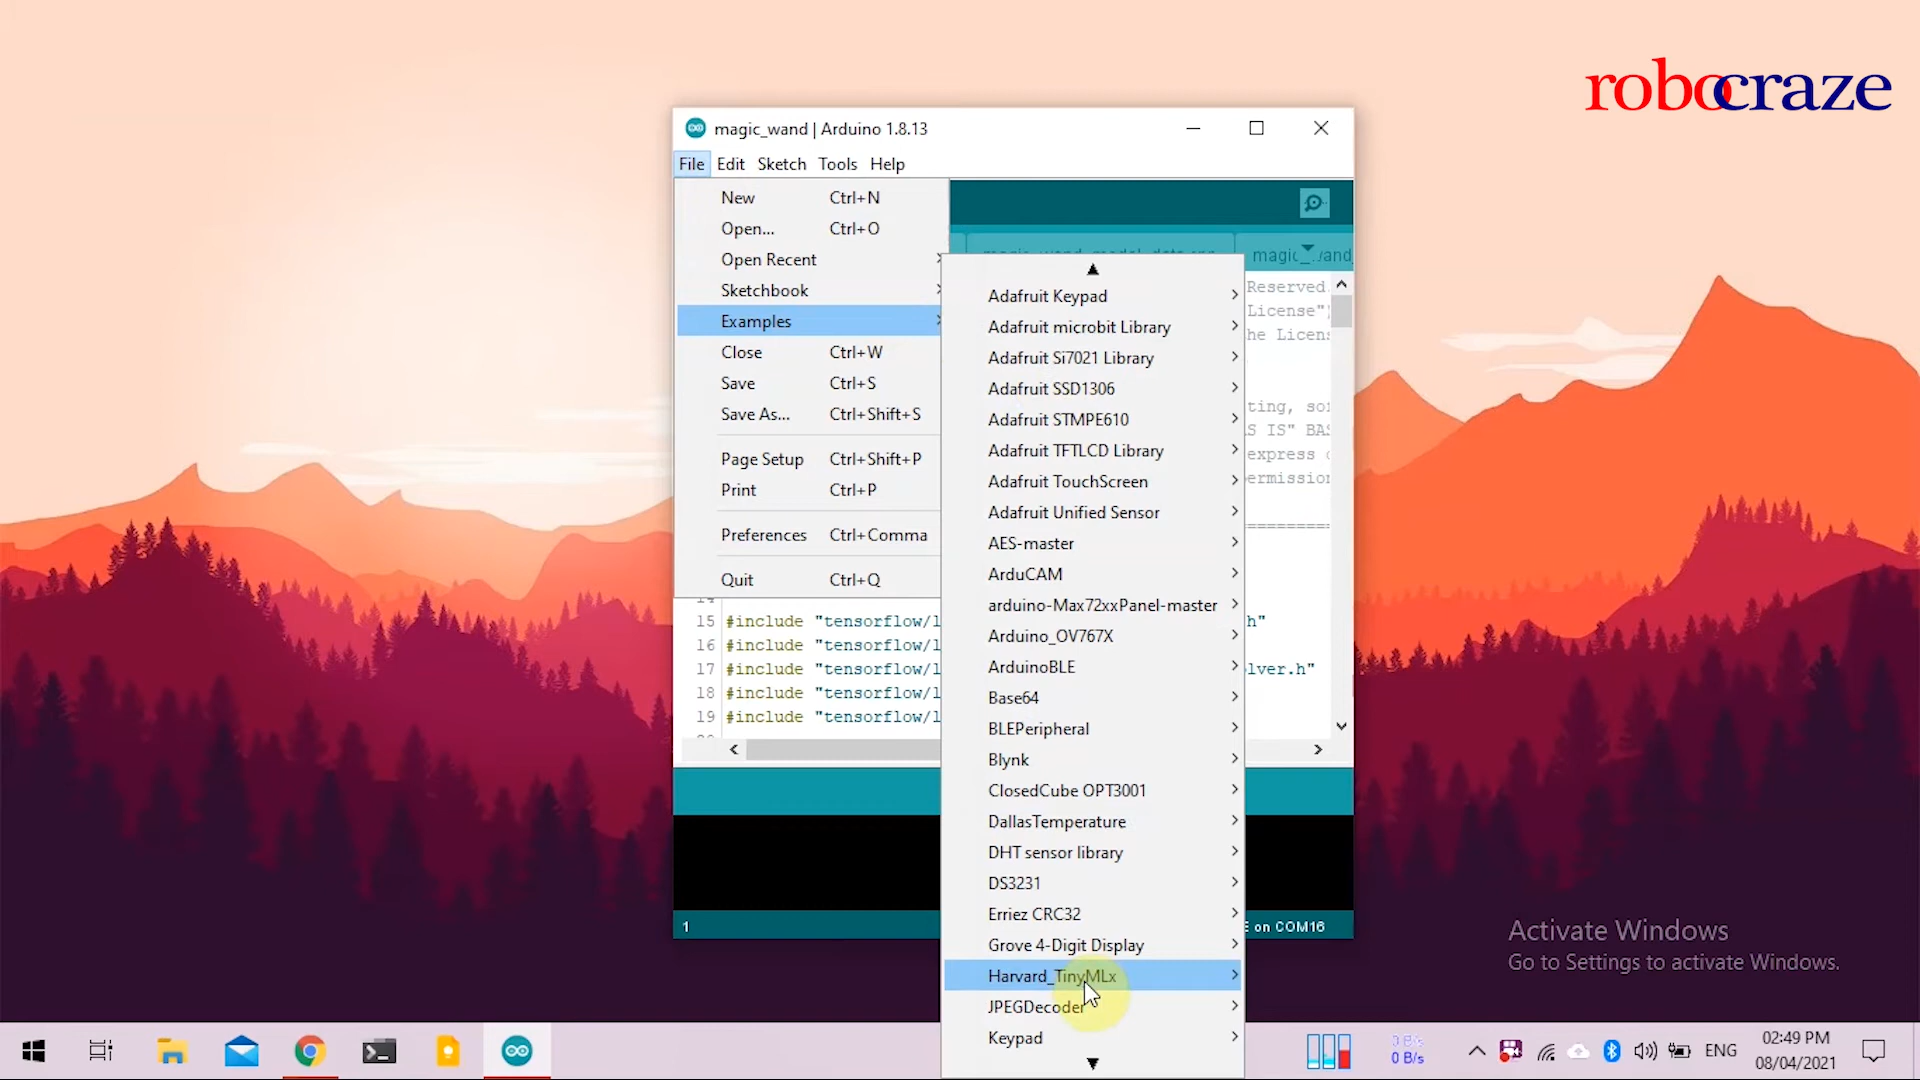 robocraze
magic_wand | Arduino 1.8.13
File Edit Sketch Tools Help
New Ctrl+N
Open... Ctrl+O
Open Recent
Sketchbook
Examples
Close Ctrl+W
Save Ctrl+S
Save As... Ctrl+Shift+S
Page Setup Ctrl+Shift+P
Print Ctrl+P
Preferences Ctrl+Comma
Quit Ctrl+Q
Adafruit Keypad
Adafruit microbit Library
Adafruit Si7021 Library
Adafruit SSD1306
Adafruit STMPE610
Adafruit TFTLCD Library
Adafruit TouchScreen
Adafruit Unified Sensor
AES-master
ArduCAM
arduino-Max72xxPanel-master
Arduino_OV767X
ArduinoBLE
Base64
BLEPeripheral
Blynk
ClosedCube OPT3001
DallasTemperature
DHT sensor library
DS3231
Erriez CRC32
Grove 4-Digit Display
Harvard_TinyMLx
JPEGDecoder
Keypad
Reserved.
License")
he Licens
ting, sof
S IS" BAS
express o
permission
15 #include "tensorflow/l h"
16 #include "tensorflow/l
17 #include "tensorflow/l lver.h"
18 #include "tensorflow/l
19 #include "tensorflow/l
1
E on COM16
Activate Windows
Go to Settings to activate Windows.
0 B/s
0 B/s
ENG
02:49 PM
08/04/2021